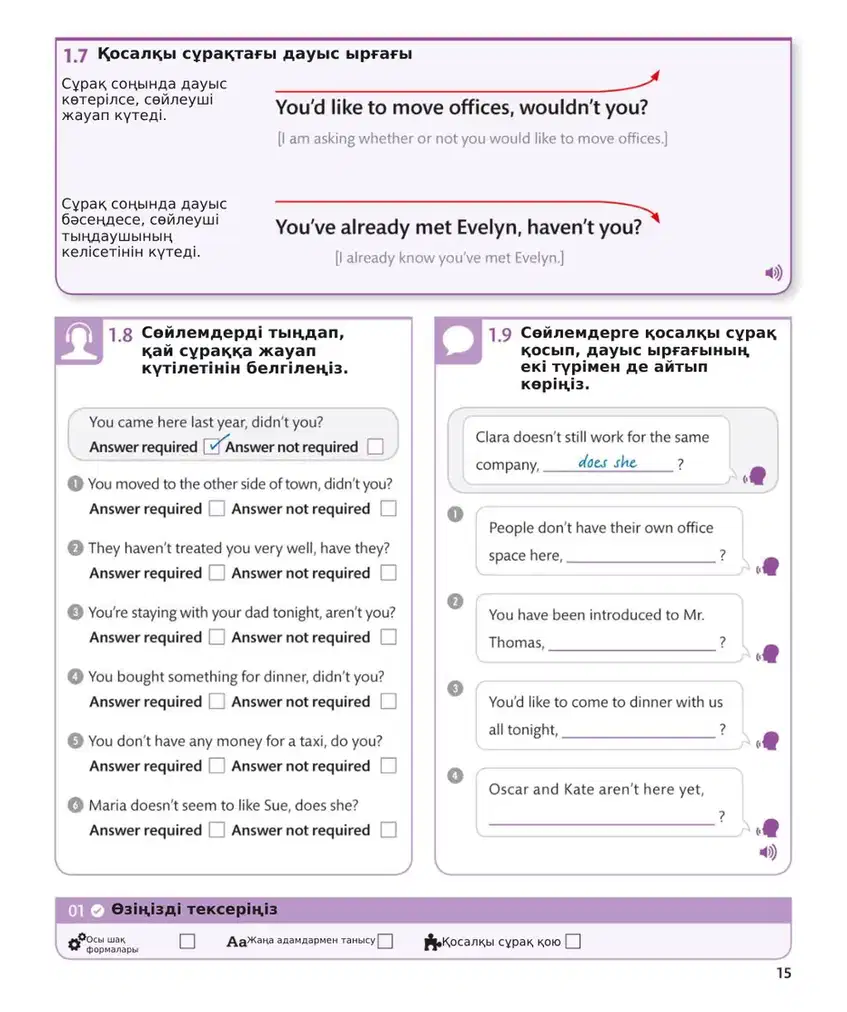 1.7 Қосалқы сұрақтағы дауыс ырғағы
Сұрақ соңында дауыс
көтерілсе, сөйлеуші
жауап күтеді.
You'd like to move offices, wouldn't you?
[I am asking whether or not you would like to move offices.]
Сұрақ соңында дауыс
бәсеңдесе, сөйлеуші
тыңдаушының
келісетінін күтеді.
You've already met Evelyn, haven't you?
[I already know you've met Evelyn.]
1.8 Сөйлемдерді тыңдап,
қай сұраққа жауап
күтілетінін белгілеңіз.
You came here last year, didn't you?
Answer required Answer not required
1 You moved to the other side of town, didn't you?
Answer required Answer not required
2 They haven't treated you very well, have they?
Answer required Answer not required
3 You're staying with your dad tonight, aren't you?
Answer required Answer not required
4 You bought something for dinner, didn't you?
Answer required Answer not required
5 You don't have any money for a taxi, do you?
Answer required Answer not required
6 Maria doesn't seem to like Sue, does she?
Answer required Answer not required
1.9 Сөйлемдерге қосалқы сұрақ
қосып, дауыс ырғағының
екі түрімен де айтып
көріңіз.
Clara doesn't still work for the same
company, does she ?
1 People don't have their own office
space here, ?
2 You have been introduced to Mr.
Thomas, ?
3 You'd like to come to dinner with us
all tonight, ?
4 Oscar and Kate aren't here yet,
?
01 Өзіңізді тексеріңіз
Осы шақ
формалары
Aa Жаңа адамдармен танысу
Қосалқы сұрақ қою
15